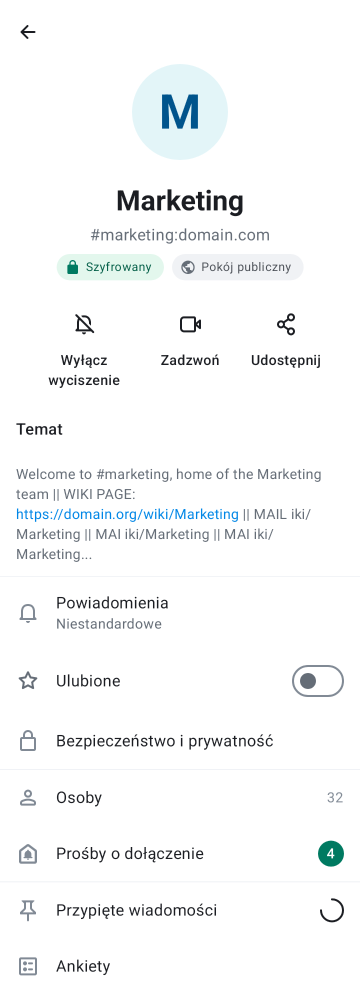 M
Marketing
#marketing:domain.com
Szyfrowany
Pokój publiczny
Wyłącz
wyciszenie
Zadzwoń
Udostępnij
Temat
Welcome to #marketing, home of the Marketing
team || WIKI PAGE:
https://domain.org/wiki/Marketing || MAIL iki/
Marketing || MAI iki/Marketing || MAI iki/
Marketing...
Powiadomienia
Niestandardowe
Ulubione
Bezpieczeństwo i prywatność
Osoby 32
Prośby o dołączenie 4
Przypięte wiadomości
Ankiety